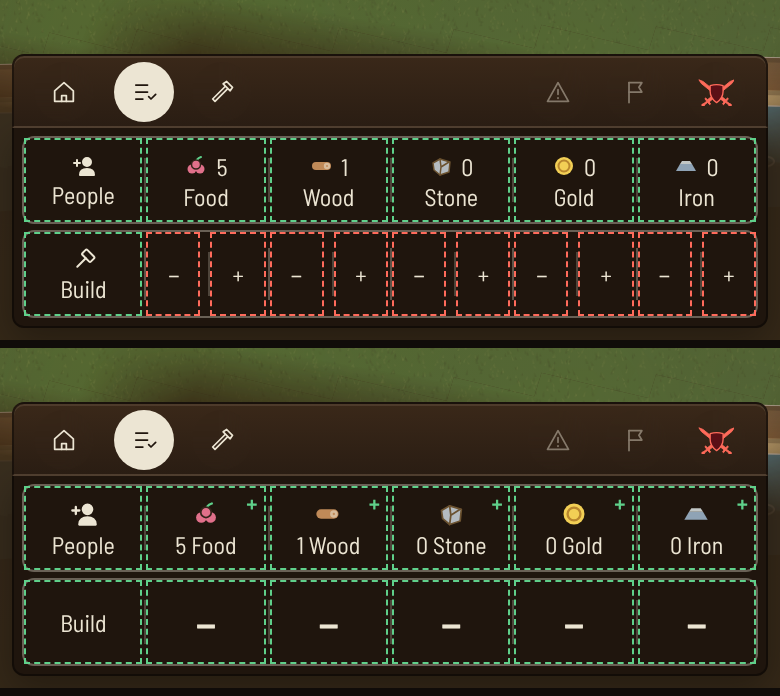 5 1 0 0 0
People Food Wood Stone Gold Iron
Build - + - + - + - + - +
+ + + + +
People 5 Food 1 Wood 0 Stone 0 Gold 0 Iron
Build - - - - -